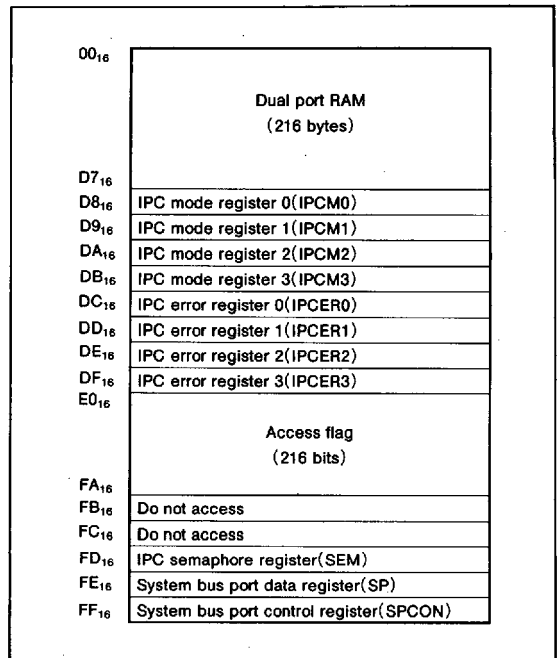 00₁₆
Dual port RAM
(216 bytes)
D7₁₆
D8₁₆ IPC mode register 0(IPCM0)
D9₁₆ IPC mode register 1(IPCM1)
DA₁₆ IPC mode register 2(IPCM2)
DB₁₆ IPC mode register 3(IPCM3)
DC₁₆ IPC error register 0(IPCER0)
DD₁₆ IPC error register 1(IPCER1)
DE₁₆ IPC error register 2(IPCER2)
DF₁₆ IPC error register 3(IPCER3)
E0₁₆
Access flag
(216 bits)
FA₁₆
FB₁₆ Do not access
FC₁₆ Do not access
FD₁₆ IPC semaphore register(SEM)
FE₁₆ System bus port data register(SP)
FF₁₆ System bus port control register(SPCON)